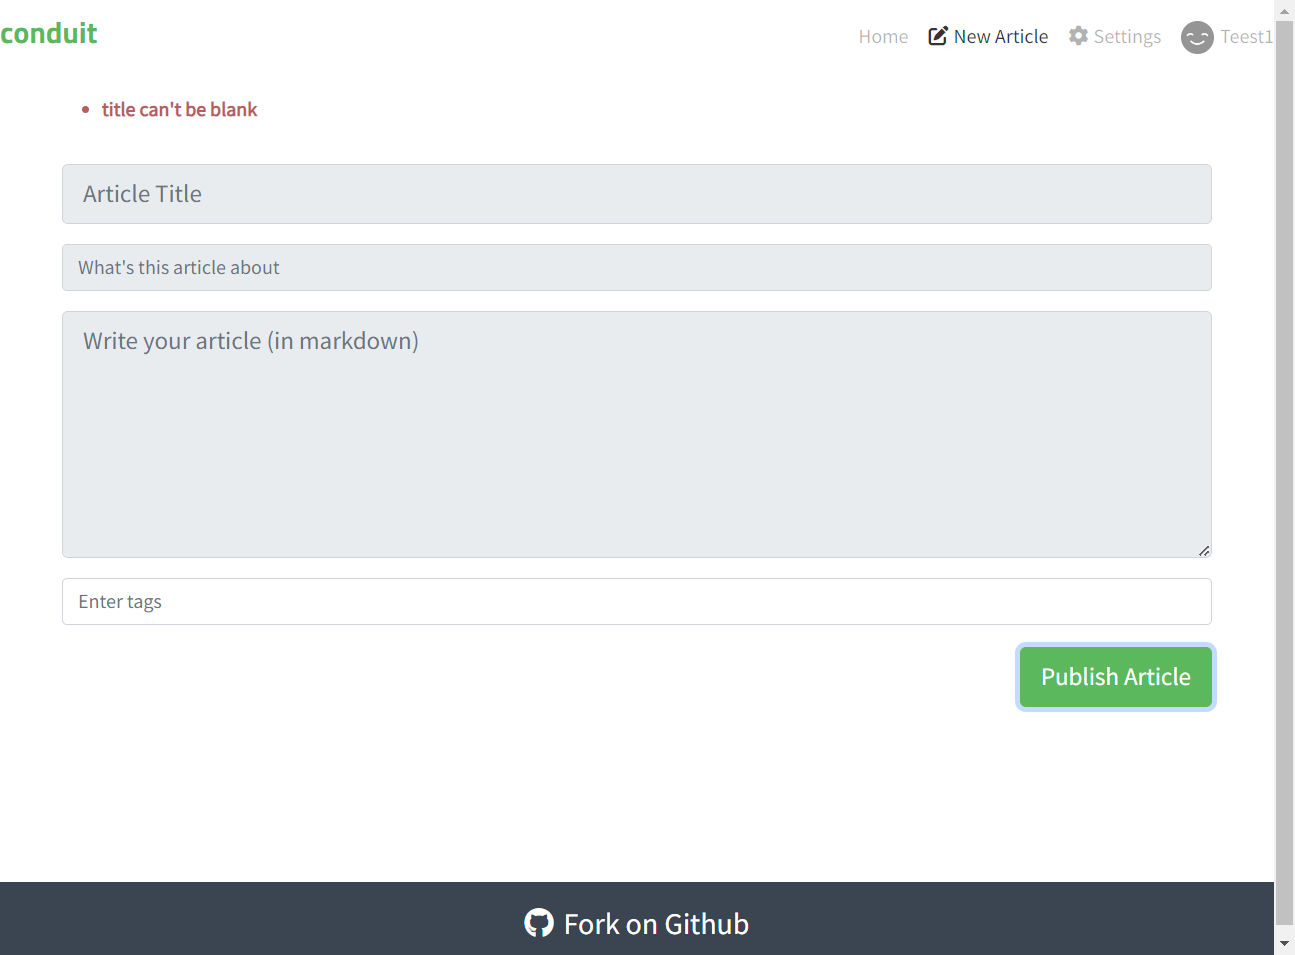 conduit
Home New Article Settings Teest1
title can't be blank
Article Title
What's this article about
Write your article (in markdown)
Enter tags
Publish Article
Fork on Github